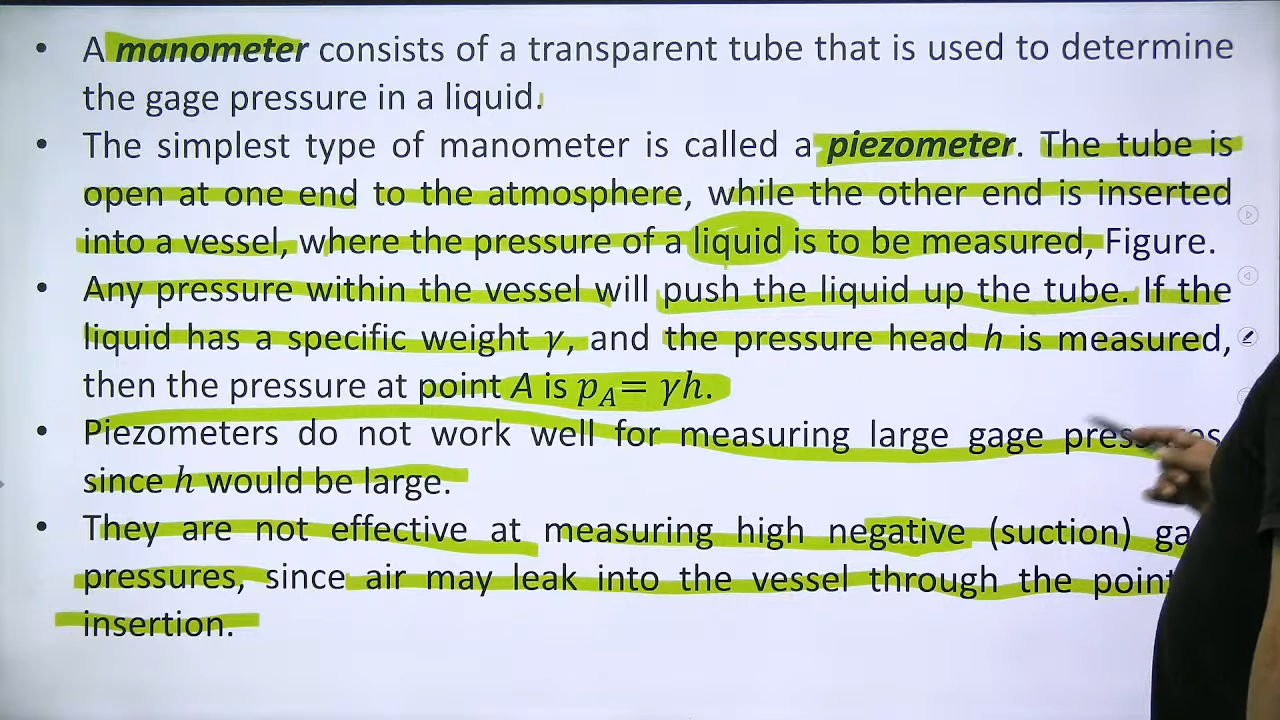 • A manometer consists of a transparent tube that is used to determine
the gage pressure in a liquid.
• The simplest type of manometer is called a piezometer. The tube is
open at one end to the atmosphere, while the other end is inserted
into a vessel, where the pressure of a liquid is to be measured, Figure.
• Any pressure within the vessel will push the liquid up the tube. If the
liquid has a specific weight γ, and the pressure head h is measured,
then the pressure at point A is p_A = γh.
• Piezometers do not work well for measuring large gage
since h would be large.
• They are not effective at measuring high negative (suction)
pressures, since air may leak into the vessel through the point
insertion.